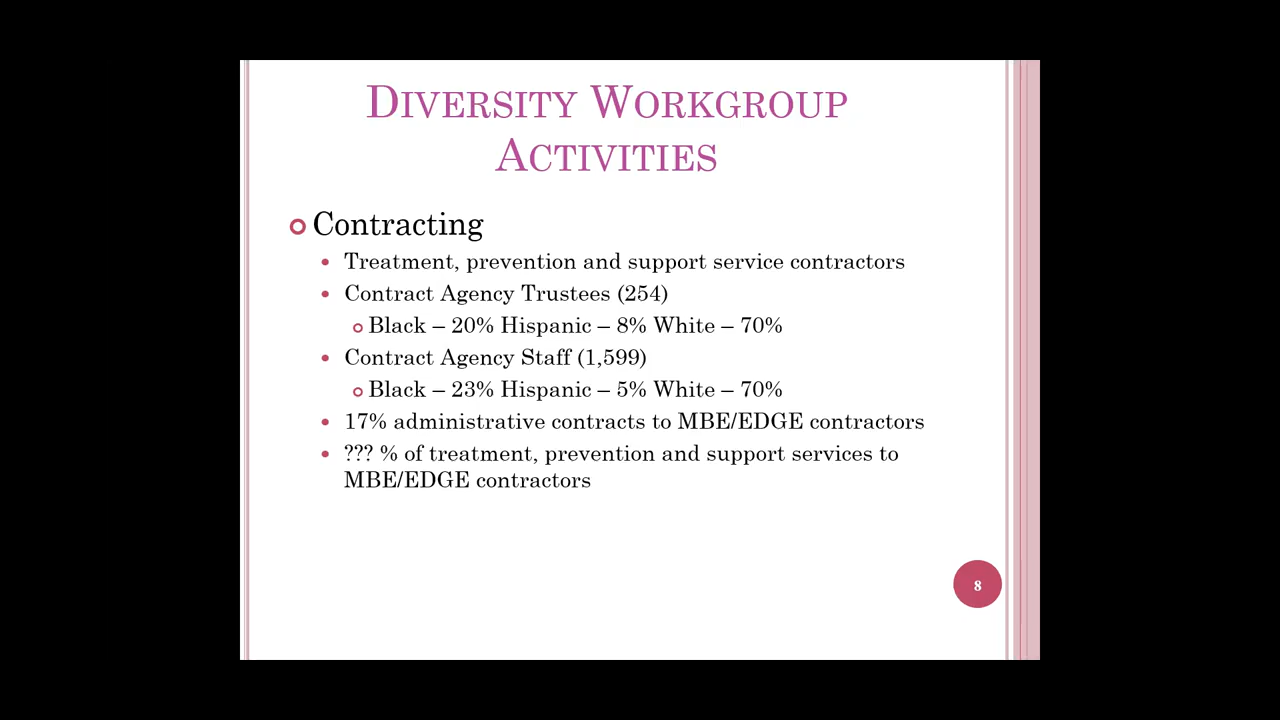 DIVERSITY WORKGROUP
ACTIVITIES
Contracting
Treatment, prevention and support service contractors
Contract Agency Trustees (254)
Black – 20% Hispanic – 8% White – 70%
Contract Agency Staff (1,599)
Black – 23% Hispanic – 5% White – 70%
17% administrative contracts to MBE/EDGE contractors
??? % of treatment, prevention and support services to
MBE/EDGE contractors
8